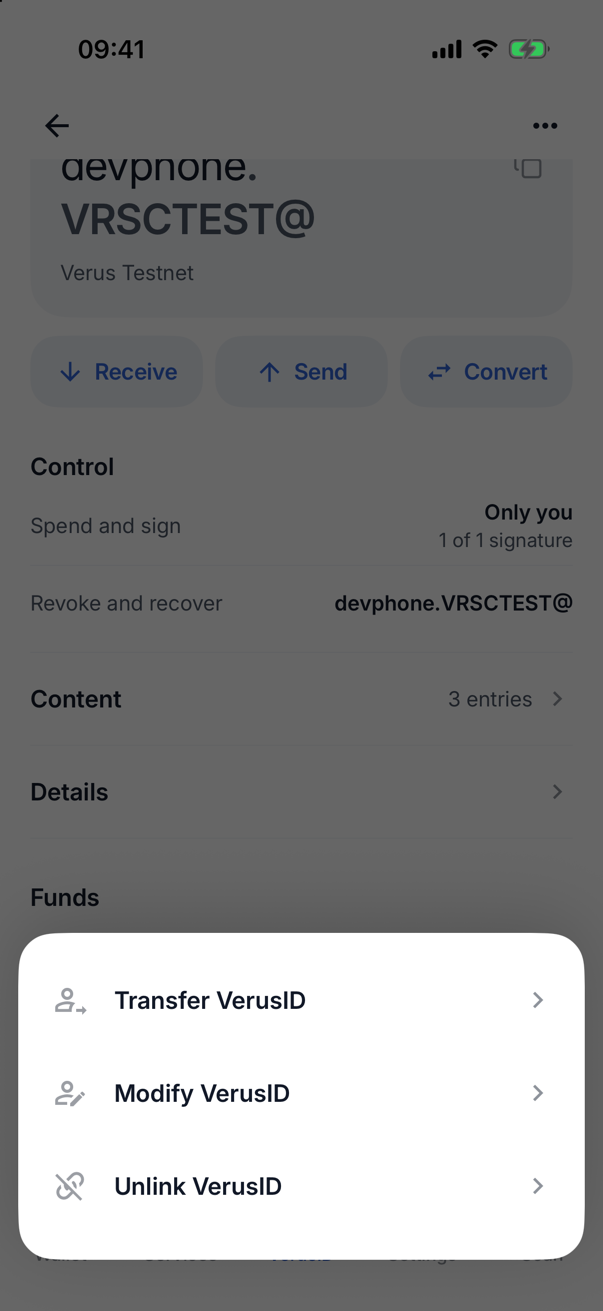 09:41
devphone.
VRSCTEST@
Verus Testnet
Receive
Send
Convert
Control
Spend and sign
Only you
1 of 1 signature
Revoke and recover
devphone.VRSCTEST@
Content
3 entries
Details
Funds
Transfer VerusID
Modify VerusID
Unlink VerusID